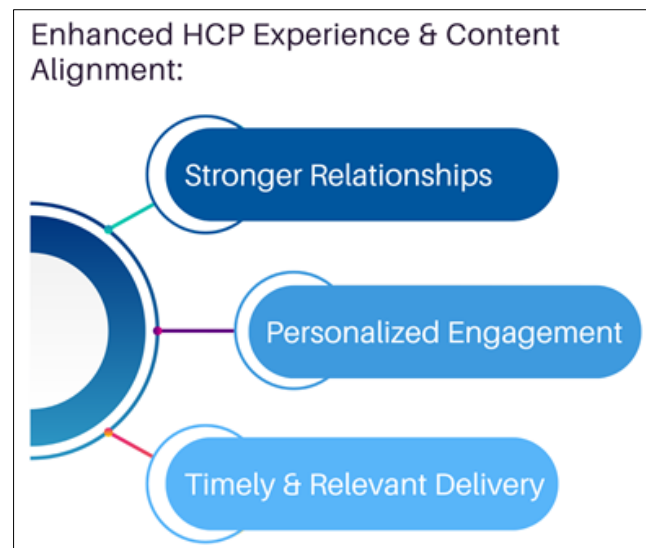 Enhanced HCP Experience & Content
Alignment:
Stronger Relationships
Personalized Engagement
Timely & Relevant Delivery